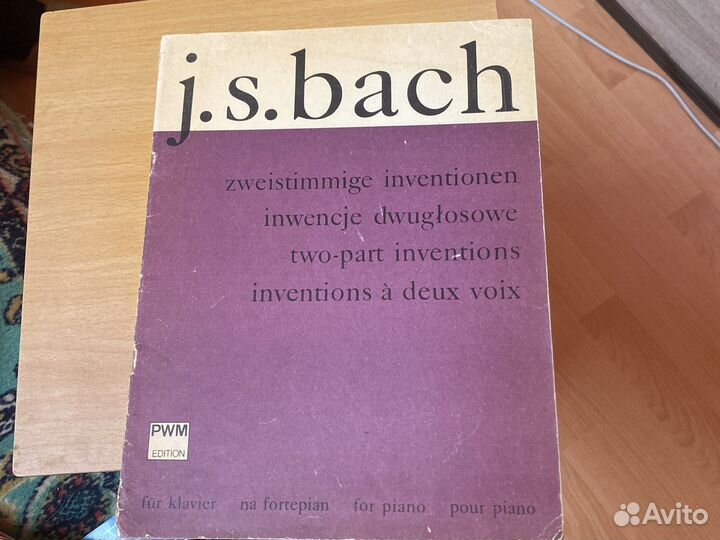 j.s.bach
zweistimmige inventionen
inwencje dwugłosowe
two-part inventions
inventions à deux voix
PWM
EDITION
für klavier na fortepian for piano pour piano
Avito